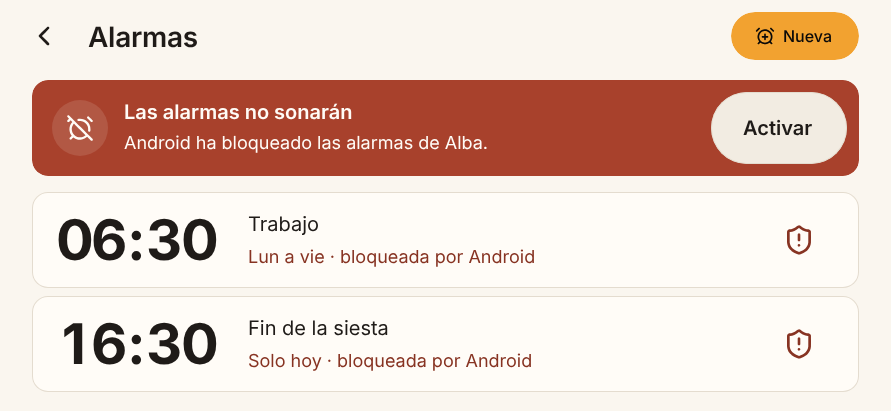 Alarmas
Nueva
Las alarmas no sonarán
Android ha bloqueado las alarmas de Alba.
Activar
06:30
Trabajo
Lun a vie · bloqueada por Android
16:30
Fin de la siesta
Solo hoy · bloqueada por Android